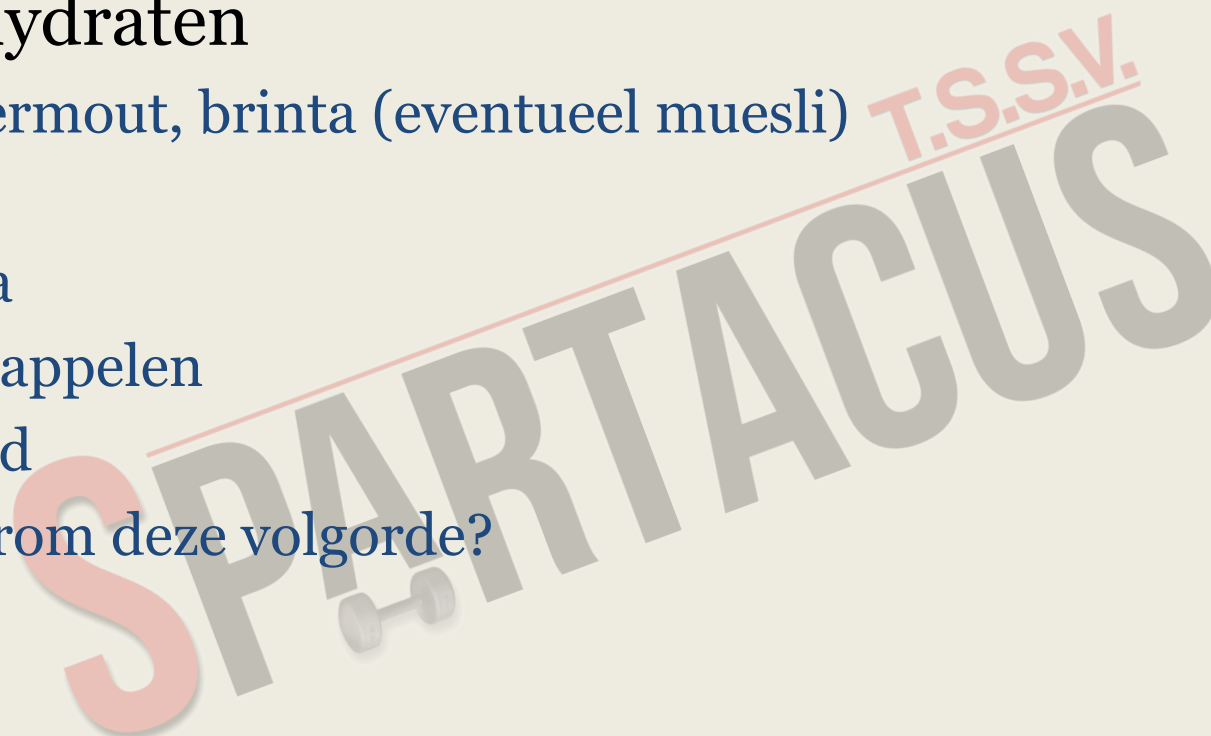 ydraten
ermout, brinta (eventueel muesli)
a
appelen
d
rom deze volgorde?
T.S.S.V.
SPARTACUS